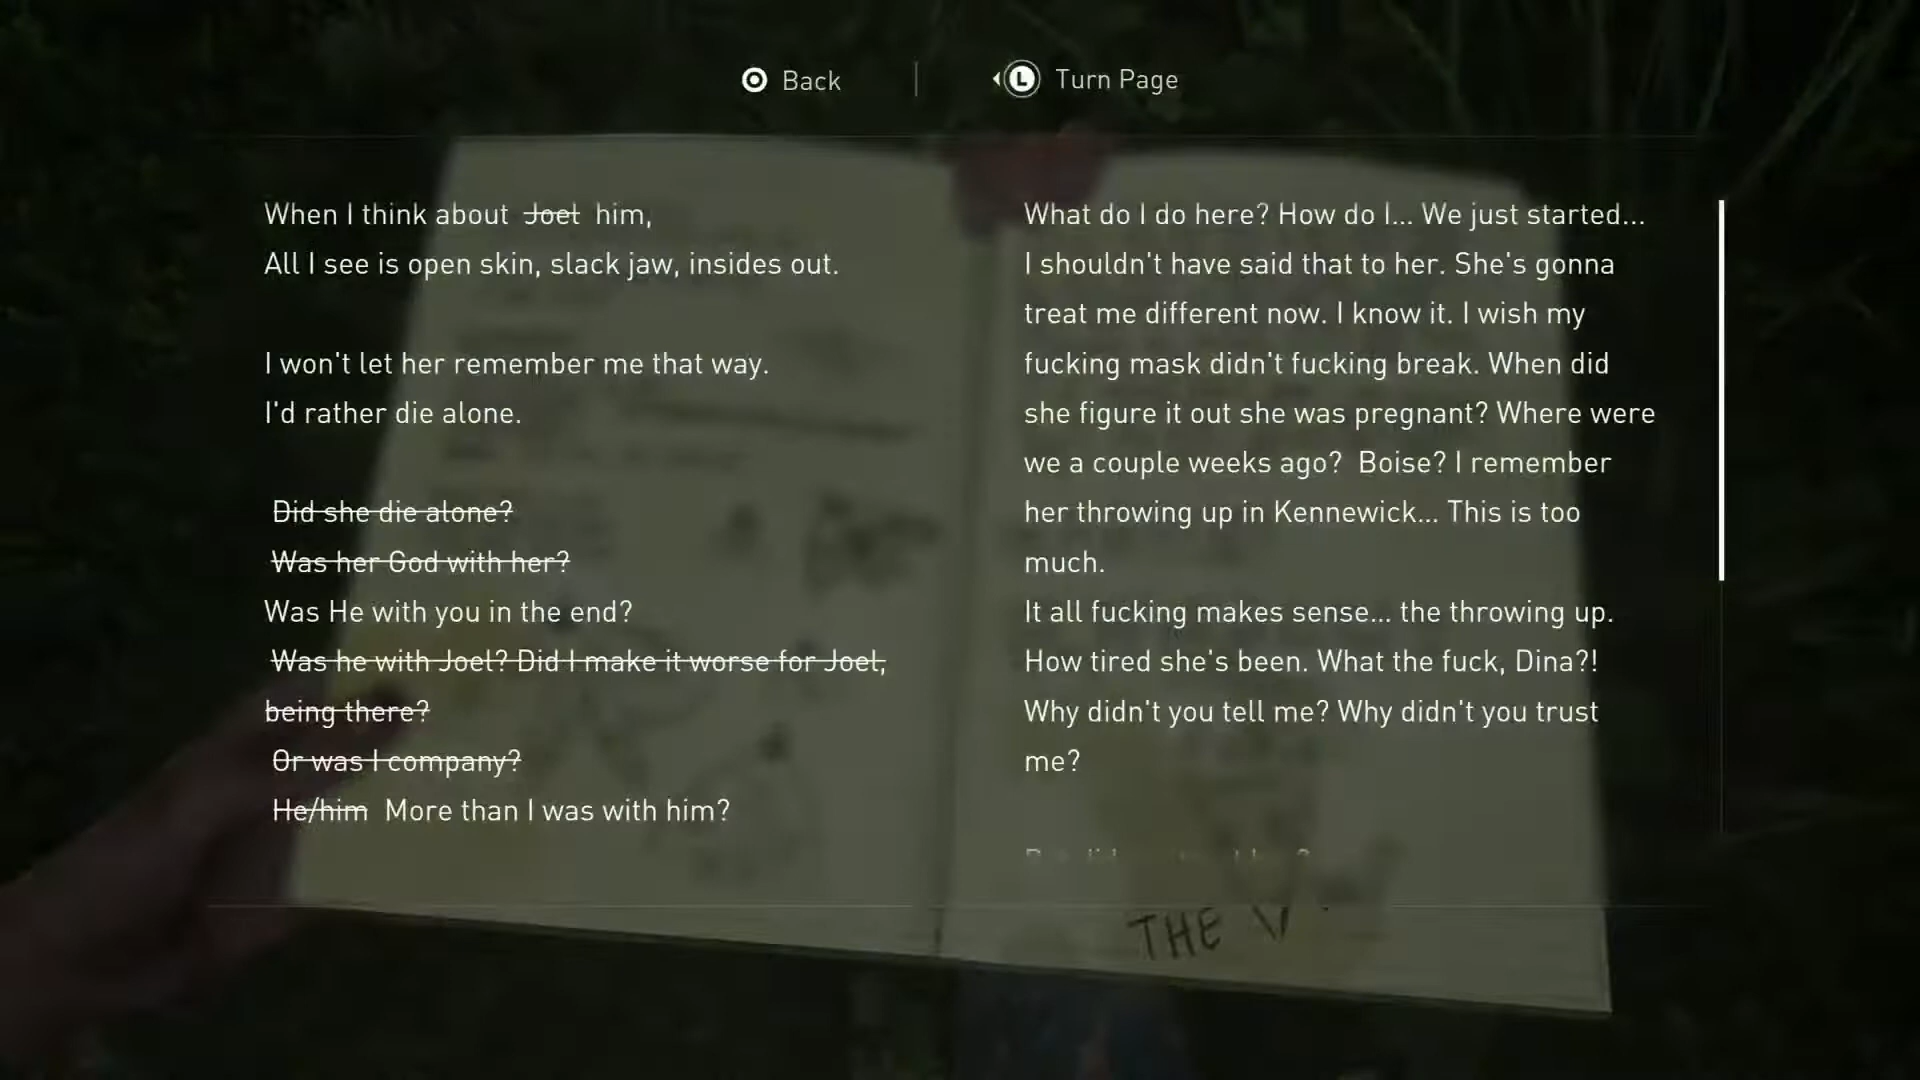 Back
L Turn Page
When I think about Joel him,
All I see is open skin, slack jaw, insides out.
I won't let her remember me that way.
I'd rather die alone.
Did she die alone?
Was her God with her?
Was He with you in the end?
Was he with Joel? Did I make it worse for Joel,
being there?
Or was I company?
He/him More than I was with him?
What do I do here? How do I... We just started...
I shouldn't have said that to her. She's gonna
treat me different now. I know it. I wish my
fucking mask didn't fucking break. When did
she figure it out she was pregnant? Where were
we a couple weeks ago? Boise? I remember
her throwing up in Kennewick... This is too
much.
It all fucking makes sense... the throwing up.
How tired she's been. What the fuck, Dina?!
Why didn't you tell me? Why didn't you trust
me?
THE